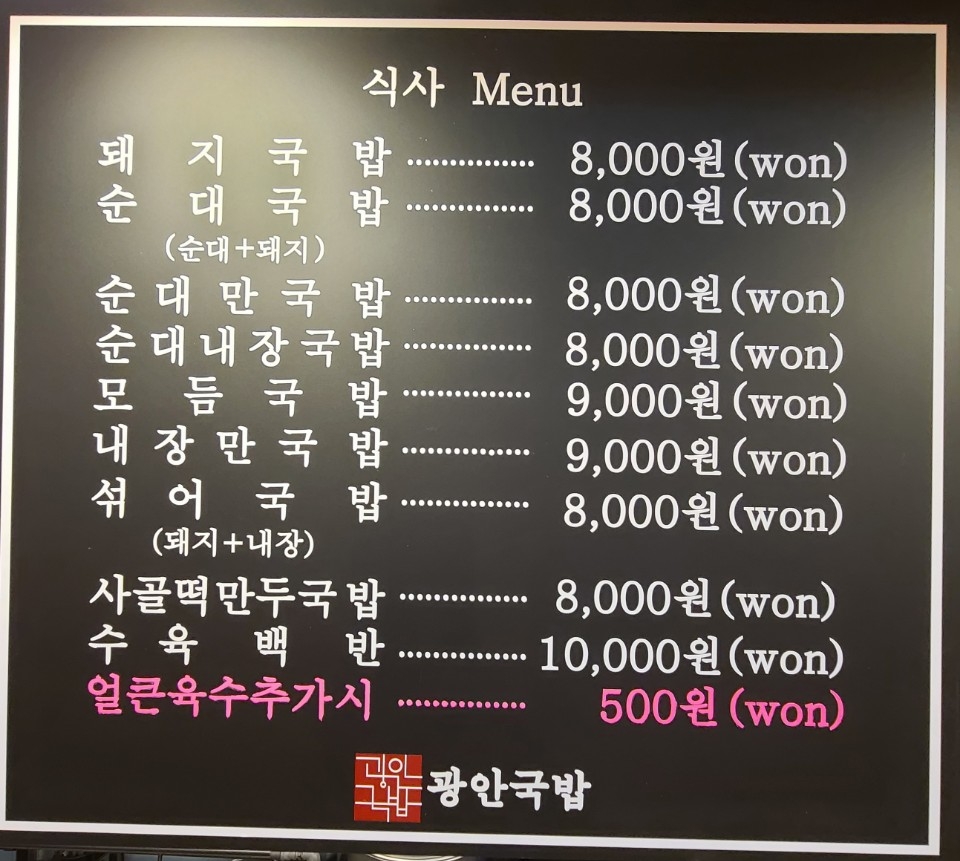 식사 Menu
돼지국밥 ............... 8,000원(won)
순대국밥 ............... 8,000원(won)
(순대+돼지)
순대만국밥 ............... 8,000원(won)
순대내장국밥 ............... 8,000원(won)
모듬국밥 ............... 9,000원(won)
내장만국밥 ............... 9,000원(won)
섞어국밥 ............... 8,000원(won)
(돼지+내장)
사골떡만두국밥 ............... 8,000원(won)
수육백반 ............... 10,000원(won)
얼큰육수추가시 ............... 500원(won)
광안국밥 광안국밥